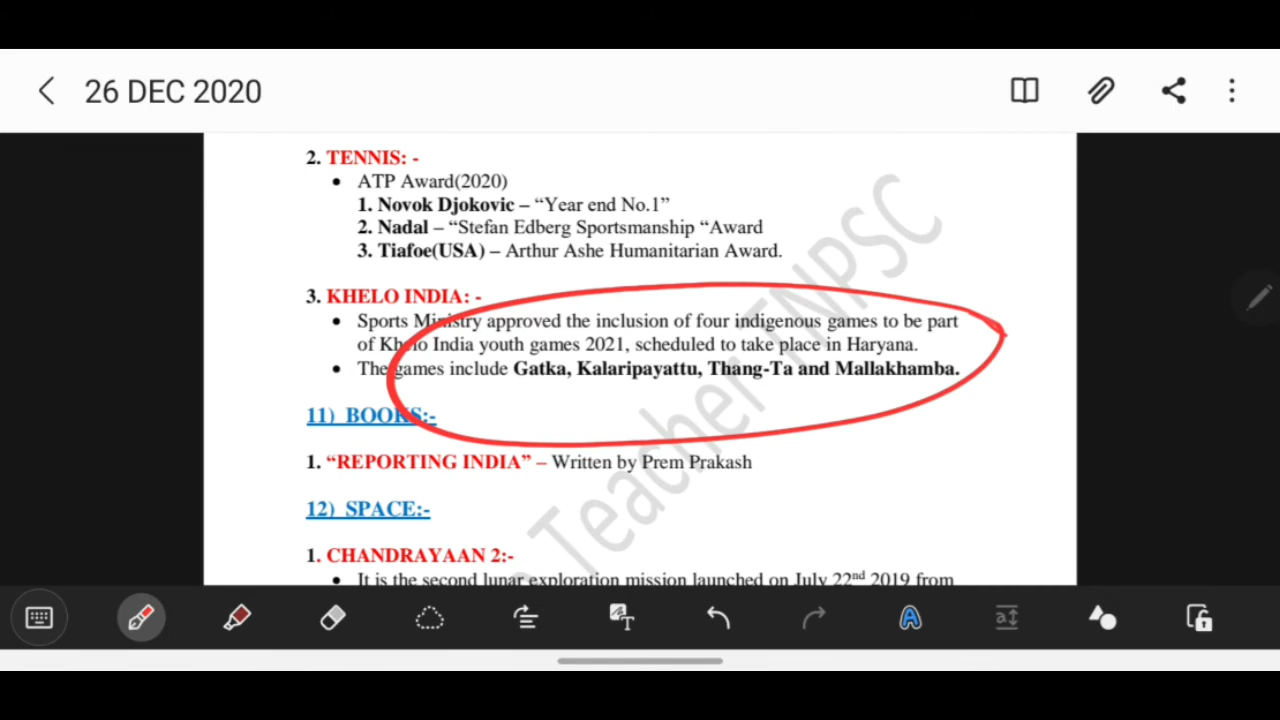 26 DEC 2020
2. TENNIS: -
• ATP Award(2020)
1. Novok Djokovic – “Year end No.1”
2. Nadal – “Stefan Edberg Sportsmanship “Award
3. Tiafoe(USA) – Arthur Ashe Humanitarian Award.
3. KHELO INDIA: -
• Sports Ministry approved the inclusion of four indigenous games to be part
of Khelo India youth games 2021, scheduled to take place in Haryana.
• The games include Gatka, Kalaripayattu, Thang-Ta and Mallakhamba.
11) BOOKS:-
1. “REPORTING INDIA” – Written by Prem Prakash
12) SPACE:-
1. CHANDRAYAAN 2:-
• It is the second lunar exploration mission launched on July 22nd 2019 from
Teacher TNPSC